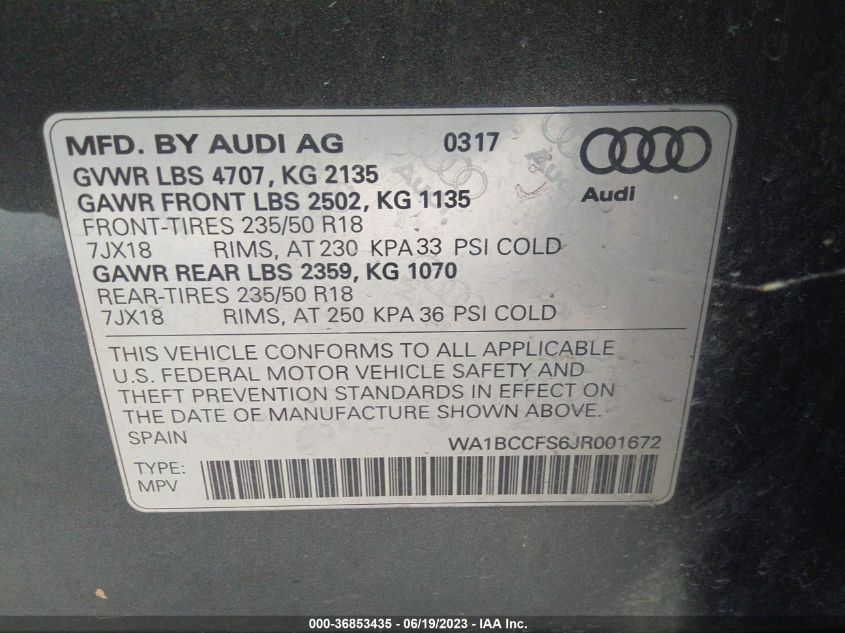 MFD. BY AUDI AG 0317
GVWR LBS 4707, KG 2135
GAWR FRONT LBS 2502, KG 1135
Audi
FRONT-TIRES 235/50 R18
7JX18 RIMS, AT 230 KPA 33 PSI COLD
GAWR REAR LBS 2359, KG 1070
REAR-TIRES 235/50 R18
7JX18 RIMS, AT 250 KPA 36 PSI COLD
THIS VEHICLE CONFORMS TO ALL APPLICABLE
U.S. FEDERAL MOTOR VEHICLE SAFETY AND
THEFT PREVENTION STANDARDS IN EFFECT ON
THE DATE OF MANUFACTURE SHOWN ABOVE.
SPAIN WA1BCCFS6JR001672
TYPE:
MPV
000-36853435 - 06/19/2023 - IAA Inc.